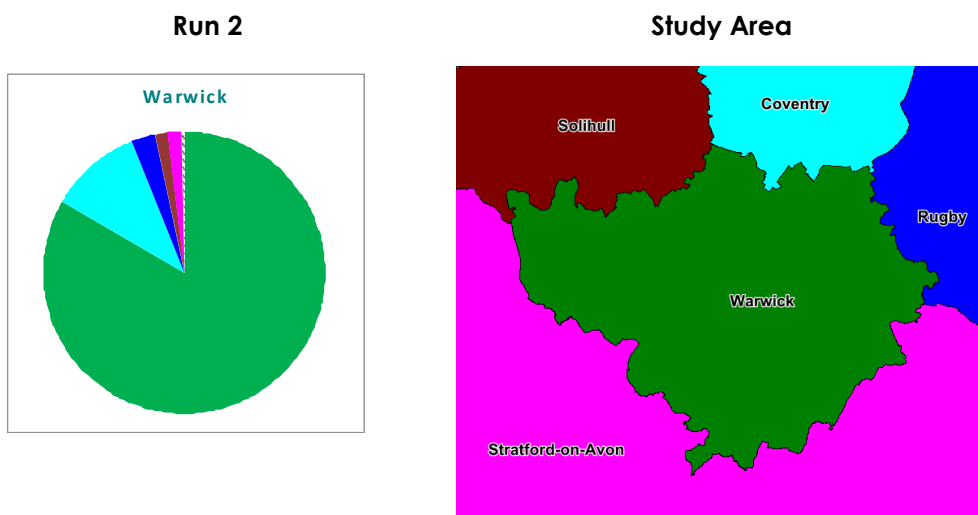 Run 2
Study Area
Warwick
Solihull
Coventry
Rugby
Warwick
Stratford-on-Avon